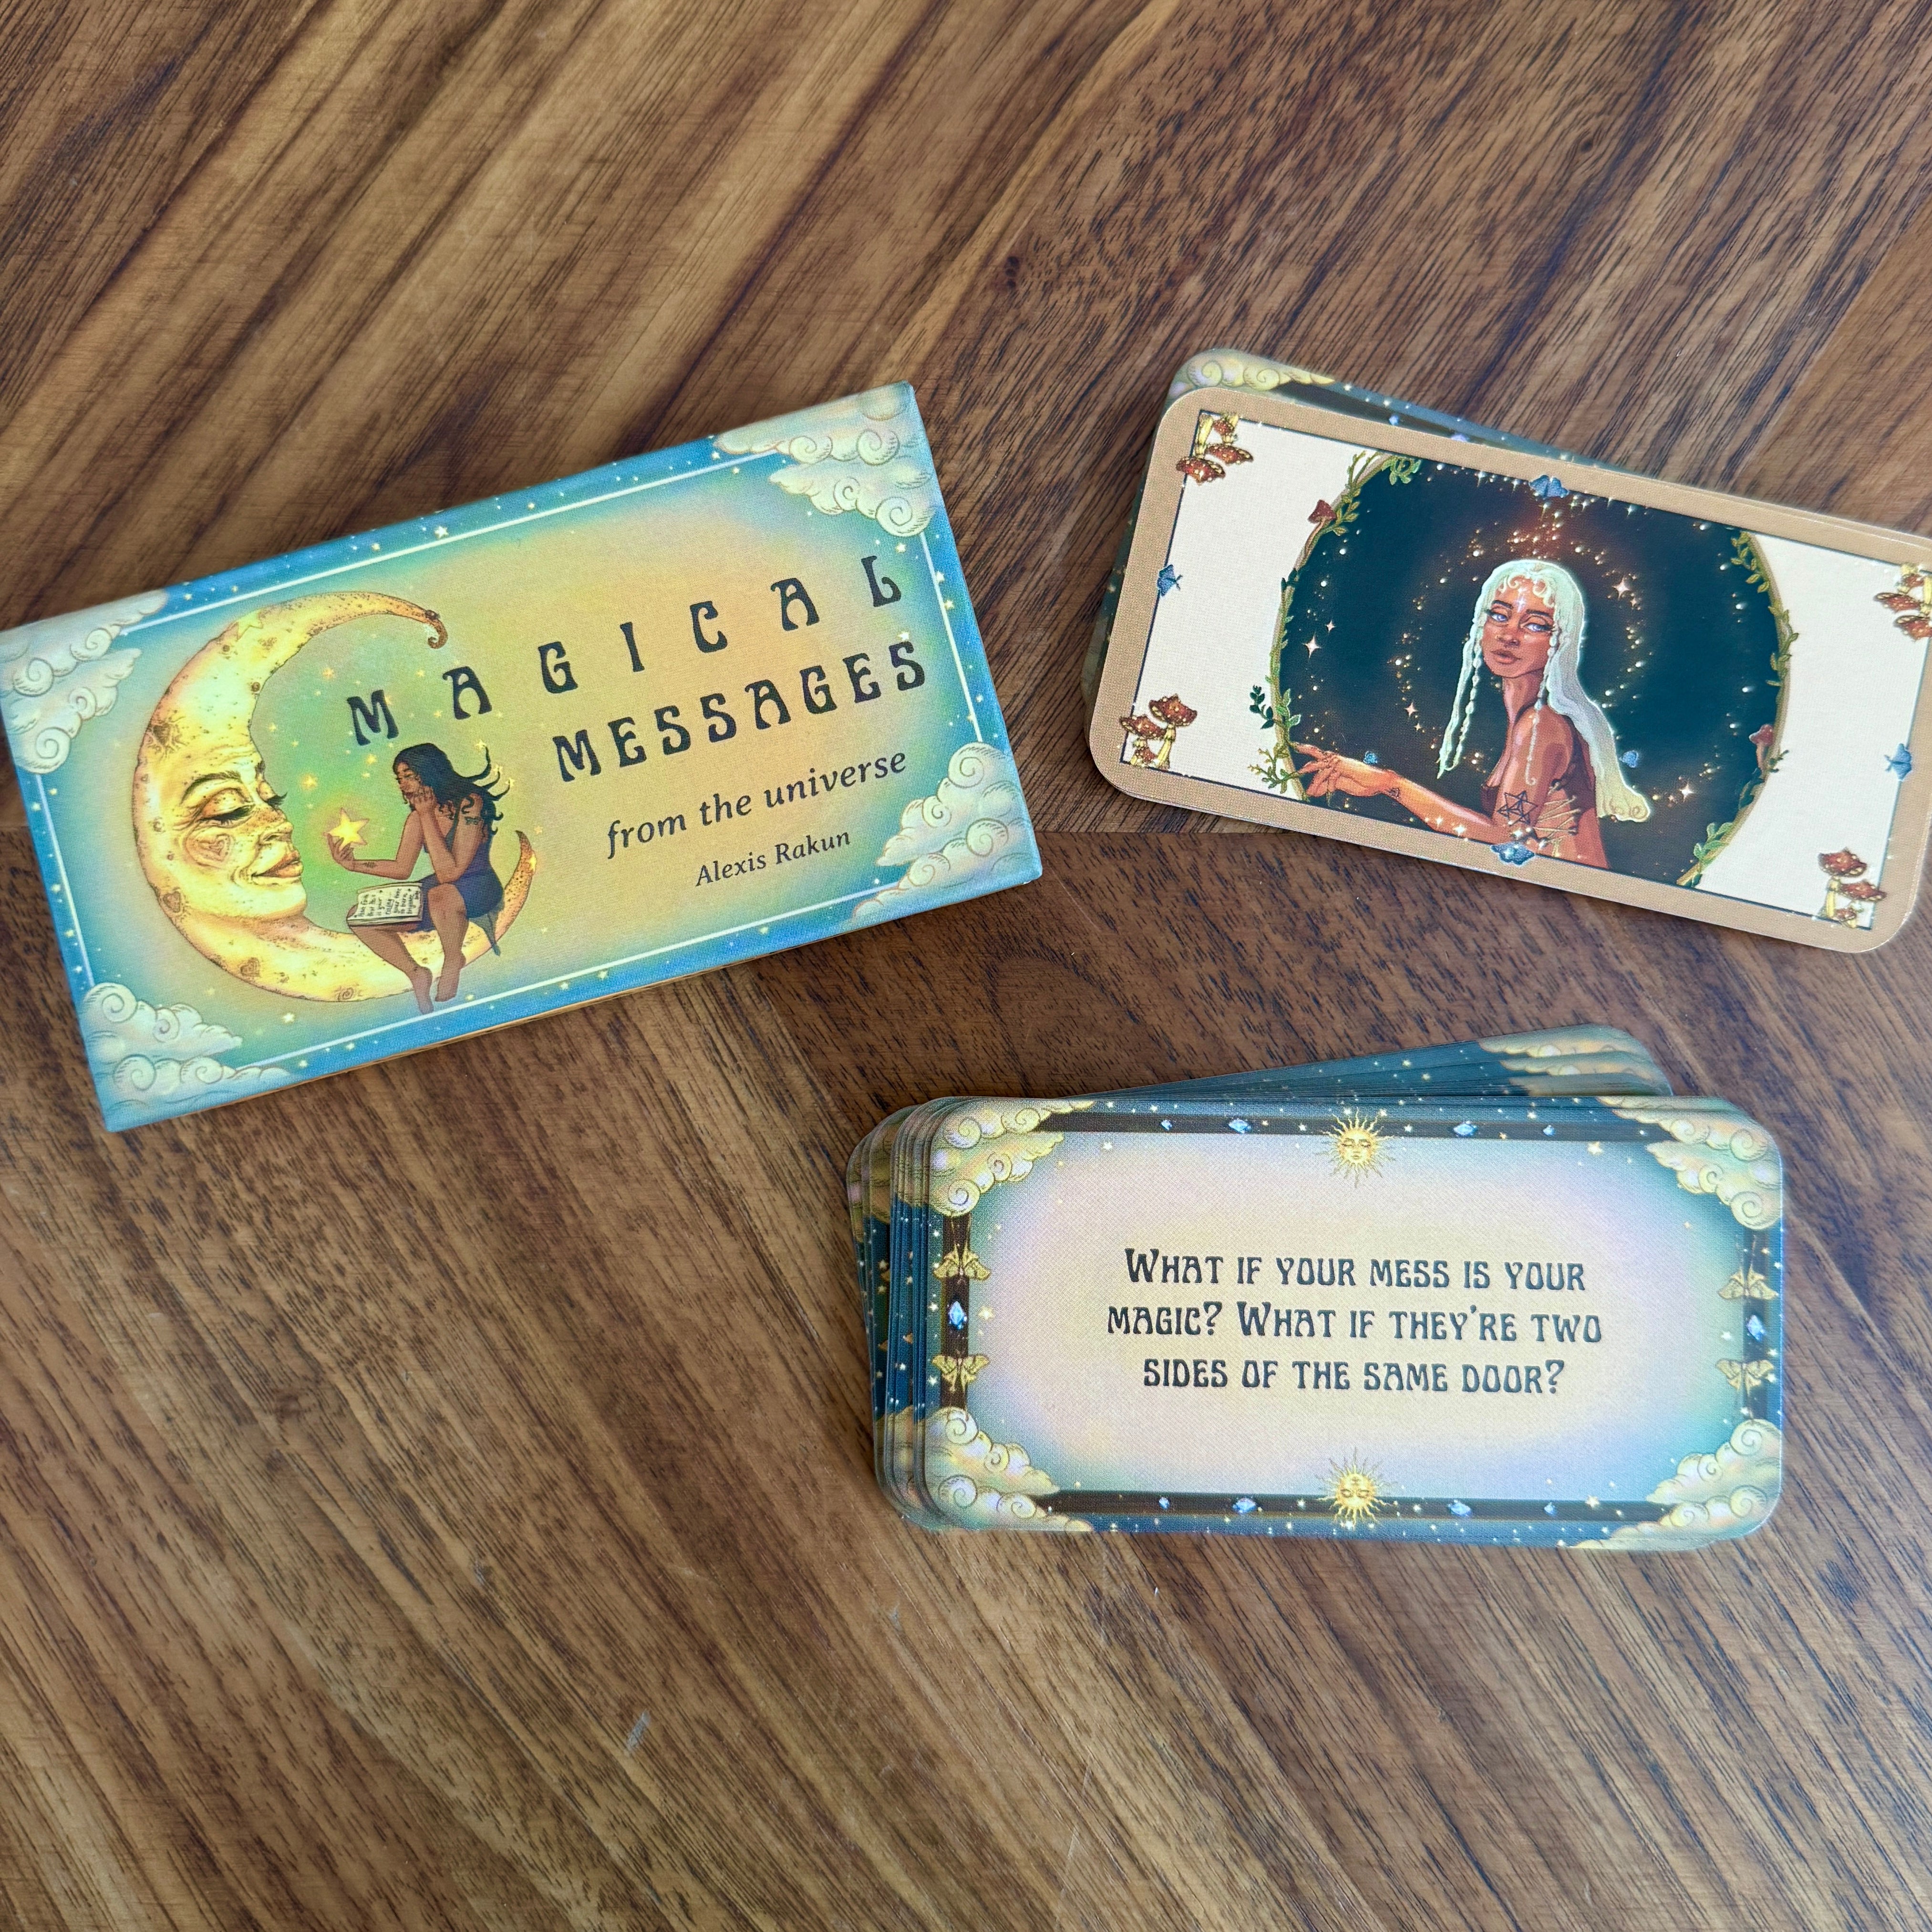 MAGICAL
MESSAGES
from the universe
Alexis Rakun
WHAT IF YOUR MESS IS YOUR
MAGIC? WHAT IF THEY'RE TWO
SIDES OF THE SAME DOOR?